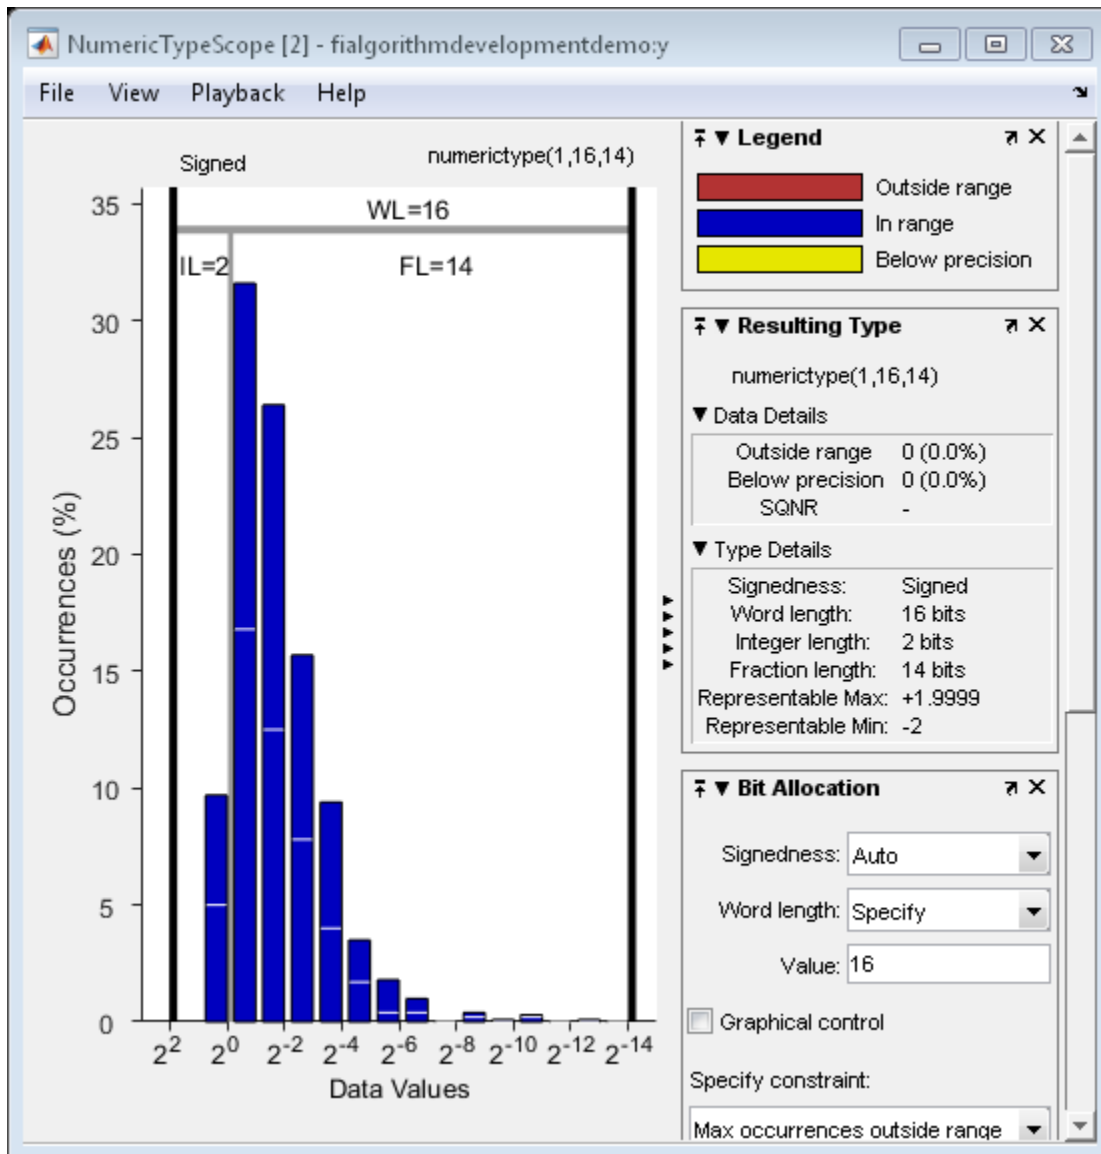 NumericTypeScope [2] - fialgorithmdevelopmentdemo:y
File View Playback Help
Signed numerictype(1,16,14)
WL=16
IL=2 FL=14
35
30
25
20
15
10
5
0
Occurrences (%)
2² 2⁰ 2⁻² 2⁻⁴ 2⁻⁶ 2⁻⁸ 2⁻¹⁰ 2⁻¹² 2⁻¹⁴
Data Values
Legend
Outside range
In range
Below precision
Resulting Type
numerictype(1,16,14)
Data Details
Outside range 0 (0.0%)
Below precision 0 (0.0%)
SQNR -
Type Details
Signedness: Signed
Word length: 16 bits
Integer length: 2 bits
Fraction length: 14 bits
Representable Max: +1.9999
Representable Min: -2
Bit Allocation
Signedness: Auto
Word length: Specify
Value: 16
Graphical control
Specify constraint:
Max occurrences outside range